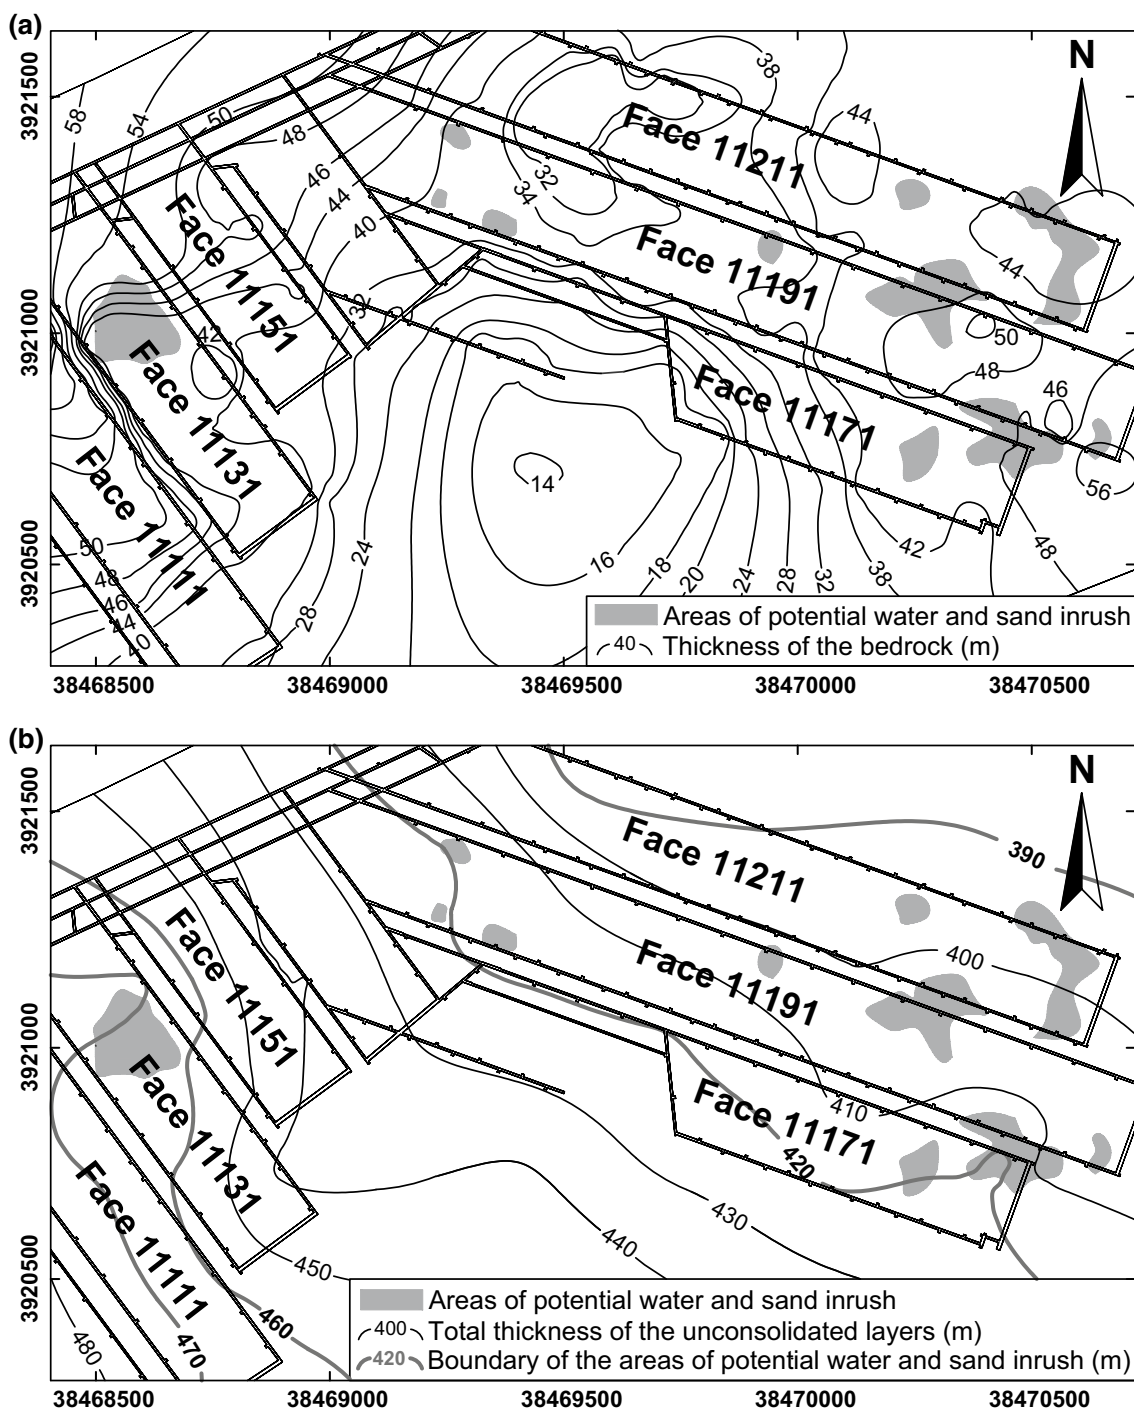 (a)
N
3921500
3921000
3920500
58
54
50
48
46
44
40
32
32
34
38
44
Face 11211
Face 11191
44
50
48
46
56
Face 11151
42
Face 11131
Face 11171
Face 11111
14
16
50
48
46
44
40
28
24
18
20
24
28
32
38
42
48
Areas of potential water and sand inrush
40 Thickness of the bedrock (m)
38468500 38469000 38469500 38470000 38470500
(b)
N
3921500
3921000
3920500
390
Face 11211
400
Face 11191
Face 11151
410
Face 11131
Face 11171
420
Face 11111
430
440
450
460
470
480
Areas of potential water and sand inrush
400 Total thickness of the unconsolidated layers (m)
420 Boundary of the areas of potential water and sand inrush (m)
38468500 38469000 38469500 38470000 38470500